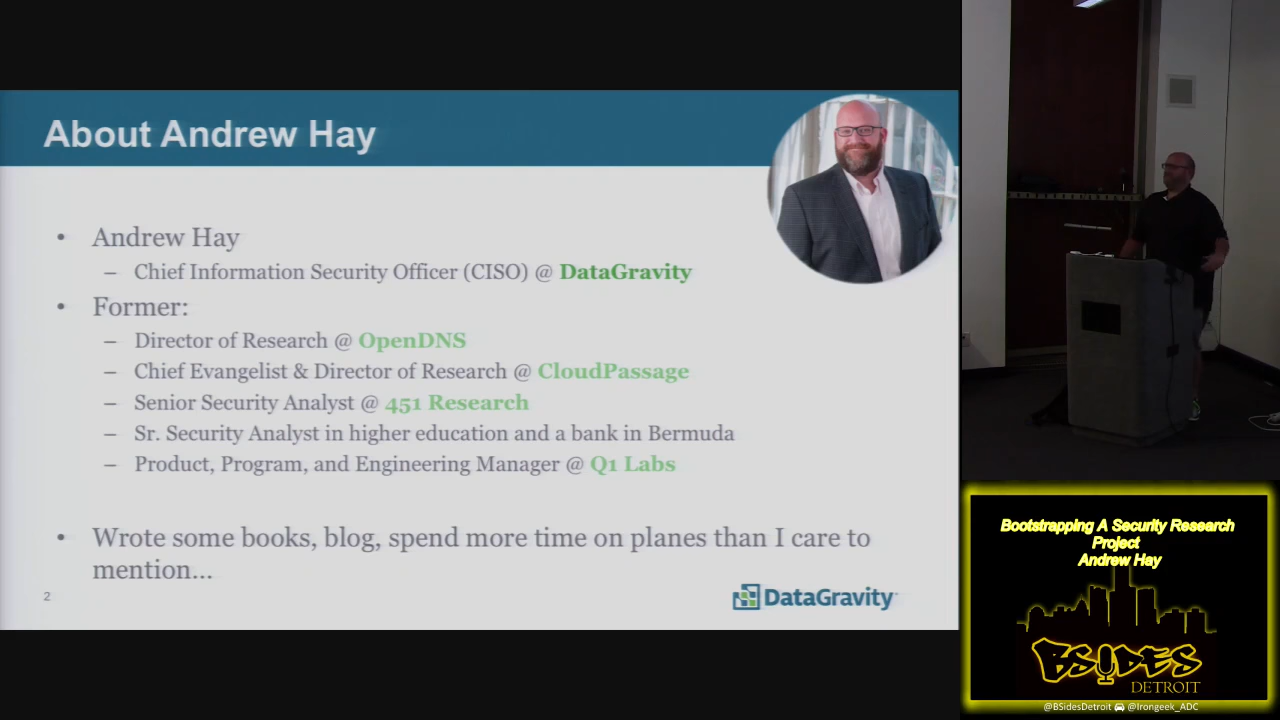 About Andrew Hay
• Andrew Hay
– Chief Information Security Officer (CISO) @ DataGravity
• Former:
– Director of Research @ OpenDNS
– Chief Evangelist & Director of Research @ CloudPassage
– Senior Security Analyst @ 451 Research
– Sr. Security Analyst in higher education and a bank in Bermuda
– Product, Program, and Engineering Manager @ Q1 Labs
• Wrote some books, blog, spend more time on planes than I care to
mention...
2
DataGravity
Bootstrapping A Security Research
Project
Andrew Hay
BSIDES
DETROIT
@BSidesDetroit @Irongeek_ADC